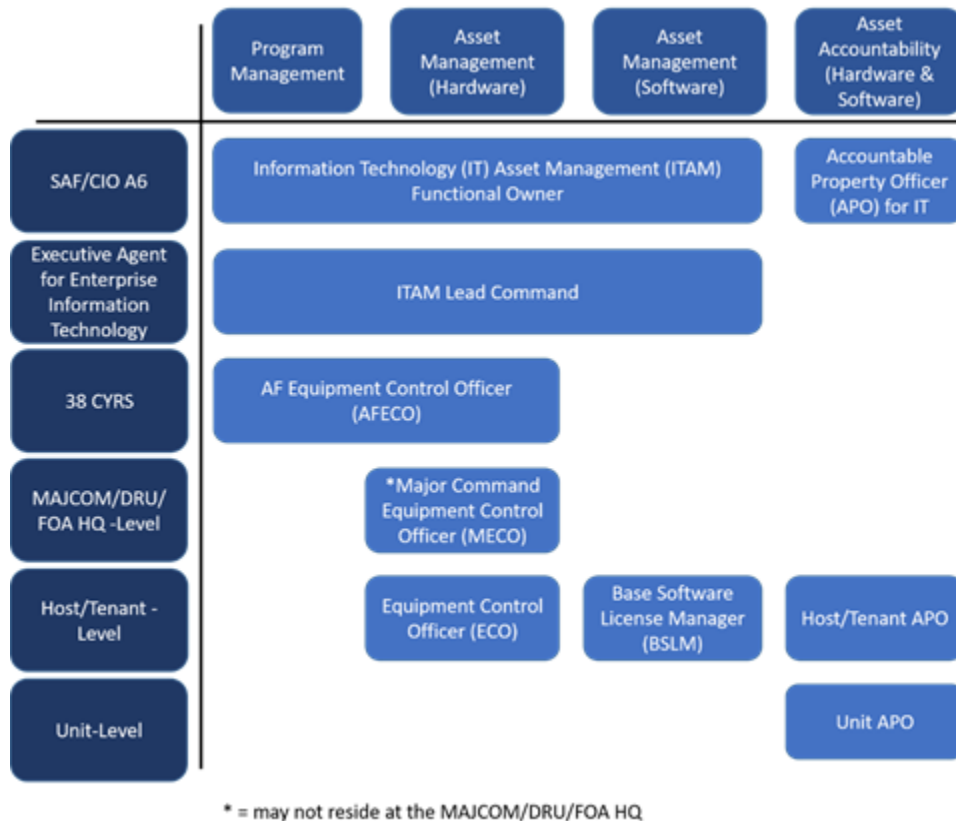 Program
Management
Asset
Management
(Hardware)
Asset
Management
(Software)
Asset
Accountability
(Hardware &
Software)
SAF/CIO A6
Information Technology (IT) Asset Management (ITAM)
Functional Owner
Accountable
Property Officer
(APO) for IT
Executive Agent
for Enterprise
Information
Technology
ITAM Lead Command
38 CYRS
AF Equipment Control Officer
(AFECO)
MAJCOM/DRU/
FOA HQ -Level
*Major Command
Equipment Control
Officer (MECO)
Host/Tenant -
Level
Equipment Control
Officer (ECO)
Base Software
License Manager
(BSLM)
Host/Tenant APO
Unit-Level
Unit APO
* = may not reside at the MAJCOM/DRU/FOA HQ